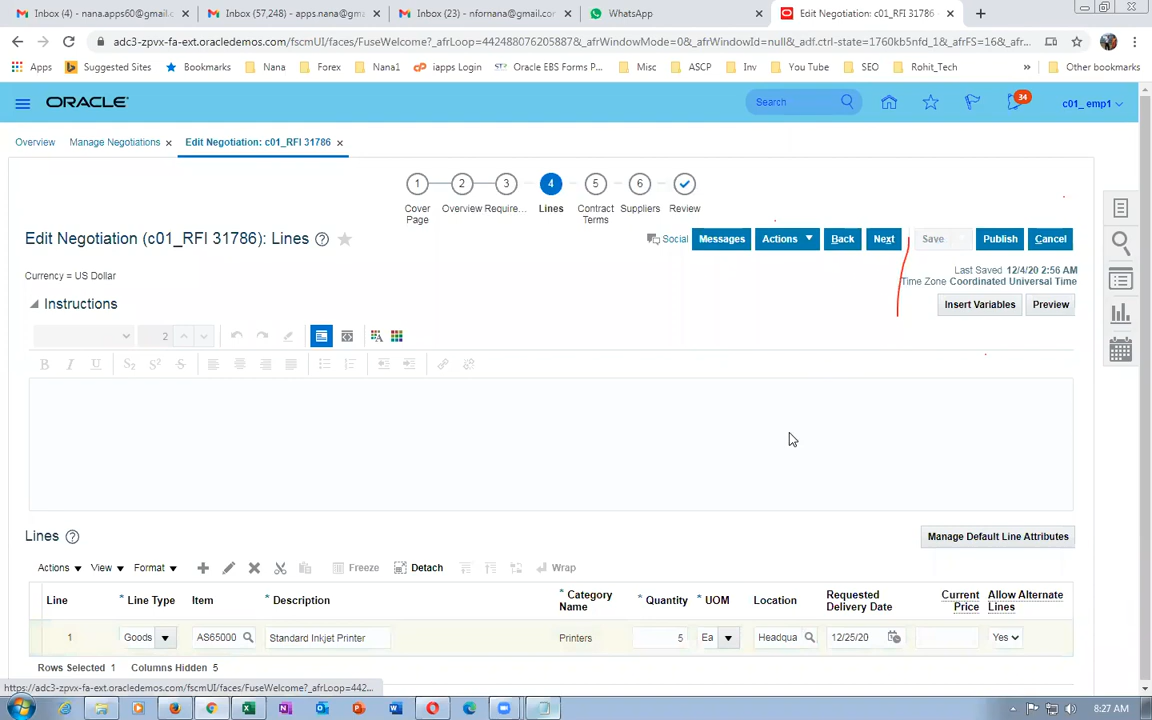 Inbox (4) - nana.apps60@gmail.c
Inbox (57,248) - apps.nana@gm
Inbox (23) - nfornana@gmail.con
WhatsApp
Edit Negotiation: c01_RFI 31786
adc3-zpvx-fa-ext.oracledemos.com/fscmUI/faces/FuseWelcome?_afrLoop=442488076205887&_afrWindowMode=0&_afrWindowId=null&_adf.ctrl-state=1760kb5nfd_1&_afrFS=16&_afr...
Apps
Suggested Sites
Bookmarks
Nana
Forex
Nana1
iapps Login
Oracle EBS Forms P...
Misc
ASCP
Inv
You Tube
SEO
Rohit_Tech
»
Other bookmarks
ORACLE
Search
34
c01_ emp1
Overview
Manage Negotiations
Edit Negotiation: c01_RFI 31786
1
2
3
4
5
6
Cover Page
Overview
Require...
Lines
Contract Terms
Suppliers
Review
Edit Negotiation (c01_RFI 31786): Lines
Social
Messages
Actions
Back
Next
Save
Publish
Cancel
Currency = US Dollar
Last Saved 12/4/20 2:56 AM
Time Zone Coordinated Universal Time
Instructions
Insert Variables
Preview
2
B I U S2 S2 S
Lines
Manage Default Line Attributes
Actions
View
Format
Freeze
Detach
Wrap
Line
* Line Type
Item
* Description
* Category Name
* Quantity
* UOM
Location
Requested Delivery Date
Current Price
Allow Alternate Lines
1
Goods
AS65000
Standard Inkjet Printer
Printers
5
Ea
Headqua
12/25/20
Yes
Rows Selected 1
Columns Hidden 5
https://adc3-zpvx-fa-ext.oracledemos.com/fscmUI/faces/FuseWelcome?_afrLoop=442...
8:27 AM